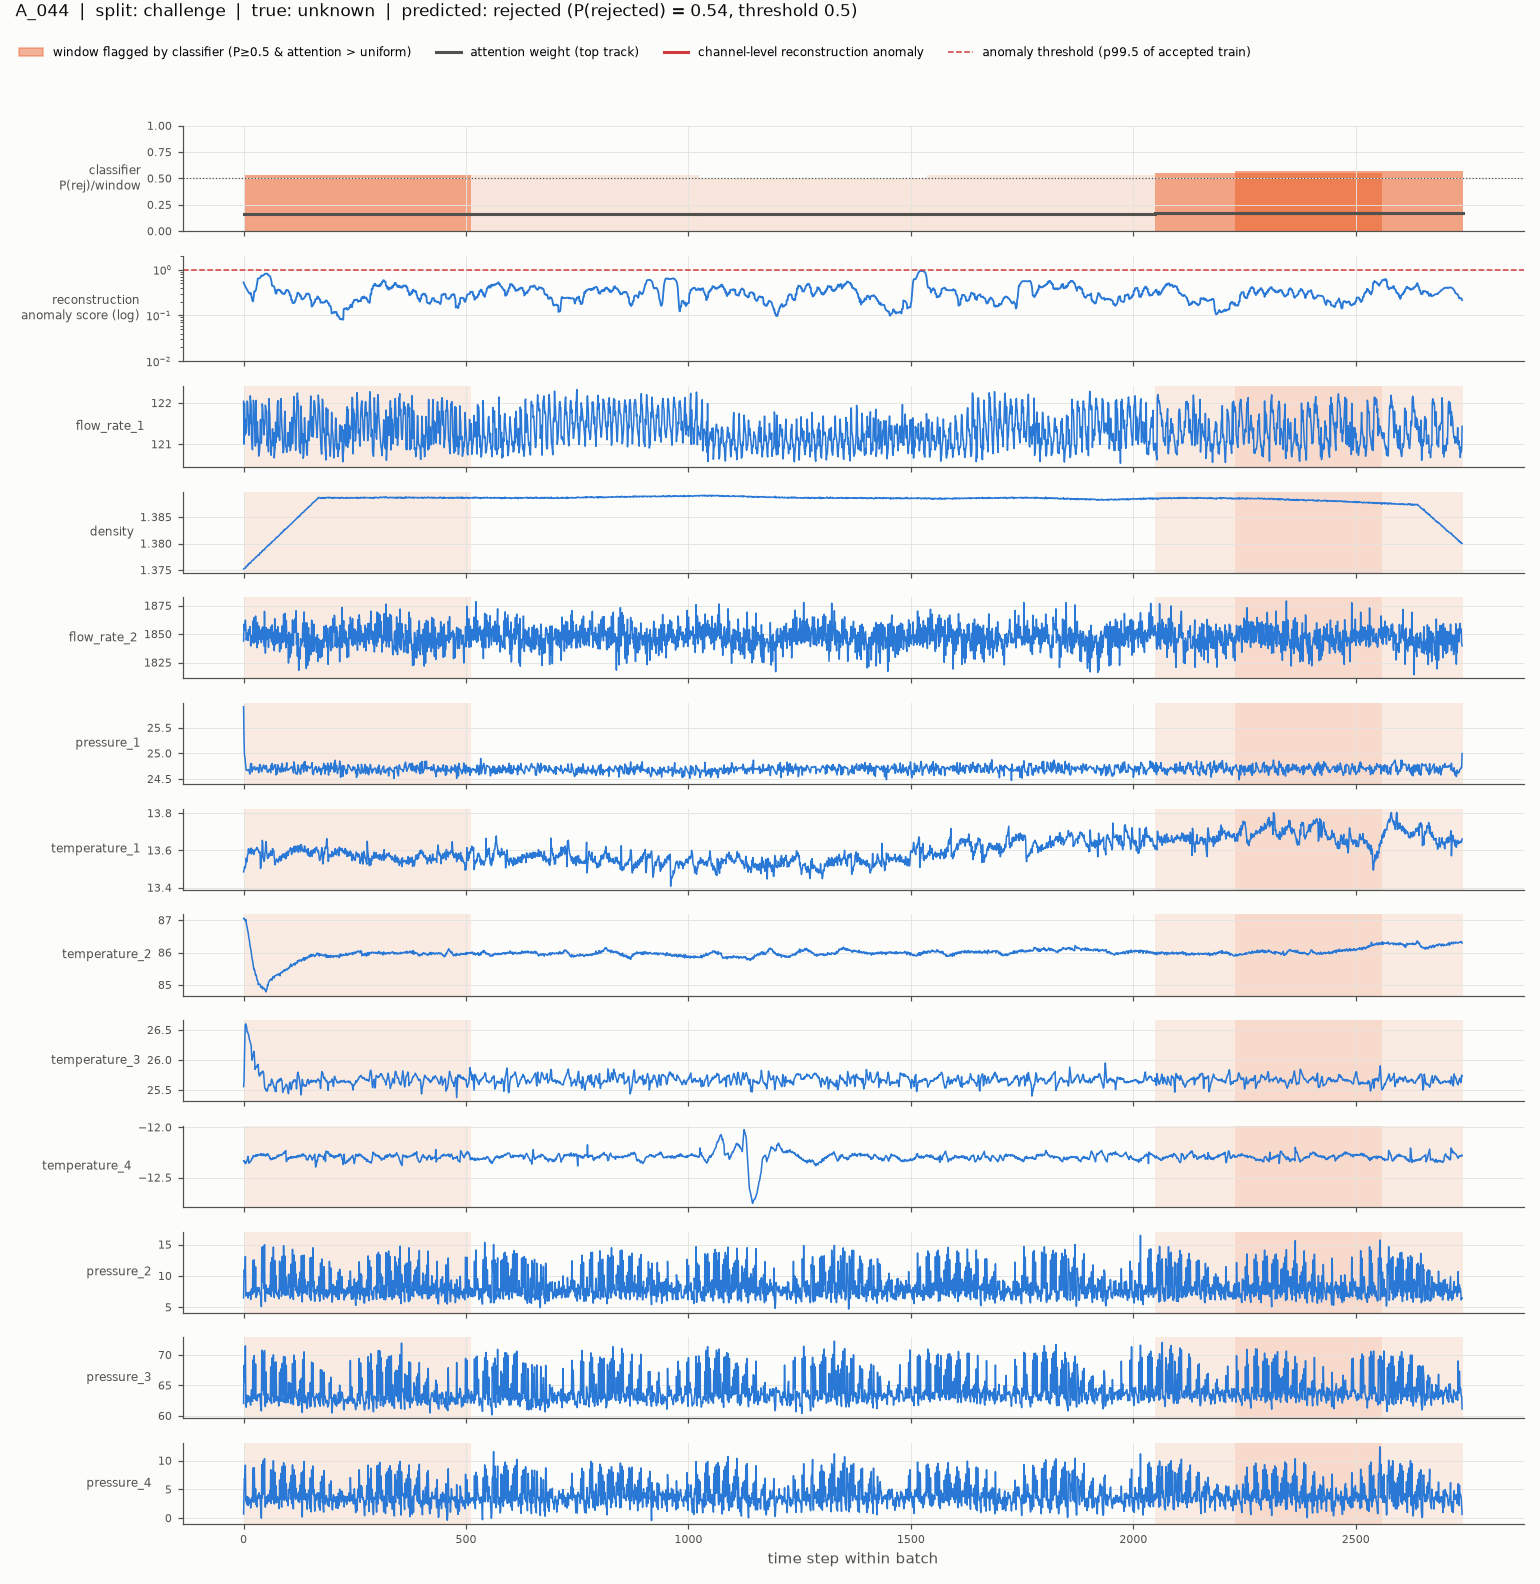 A_044 | split: challenge | true: unknown | predicted: rejected (P(rejected) = 0.54, threshold 0.5)
window flagged by classifier (P≥0.5 & attention > uniform)
attention weight (top track)
channel-level reconstruction anomaly
anomaly threshold (p99.5 of accepted train)
classifier
P(rej)/window
1.00
0.75
0.50
0.25
0.00
reconstruction
anomaly score (log)
10⁰
10⁻¹
10⁻²
flow_rate_1
122
121
density
1.385
1.380
1.375
flow_rate_2
1875
1850
1825
pressure_1
25.5
25.0
24.5
temperature_1
13.8
13.6
13.4
temperature_2
87
86
85
temperature_3
26.5
26.0
25.5
temperature_4
−12.0
−12.5
pressure_2
15
10
5
pressure_3
70
65
60
pressure_4
10
5
0
0
500
1000
1500
2000
2500
time step within batch